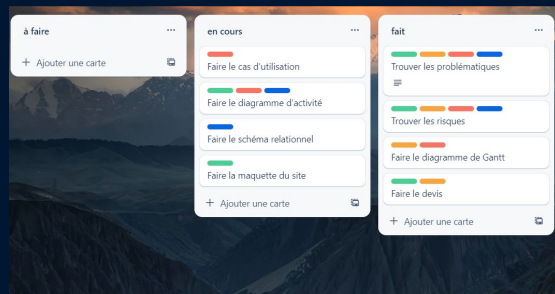 à faire
Ajouter une carte
en cours
Faire le cas d'utilisation
Faire le diagramme d'activité
Faire le schéma relationnel
Faire la maquette du site
Ajouter une carte
fait
Trouver les problématiques
Trouver les risques
Faire le diagramme de Gantt
Faire le devis
Ajouter une carte